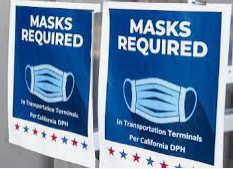 MASKS
REQUIRED
In Transportation Terminals
Per California DPH
MASKS
REQUIRED
In Transportation Terminals
Per California DPH